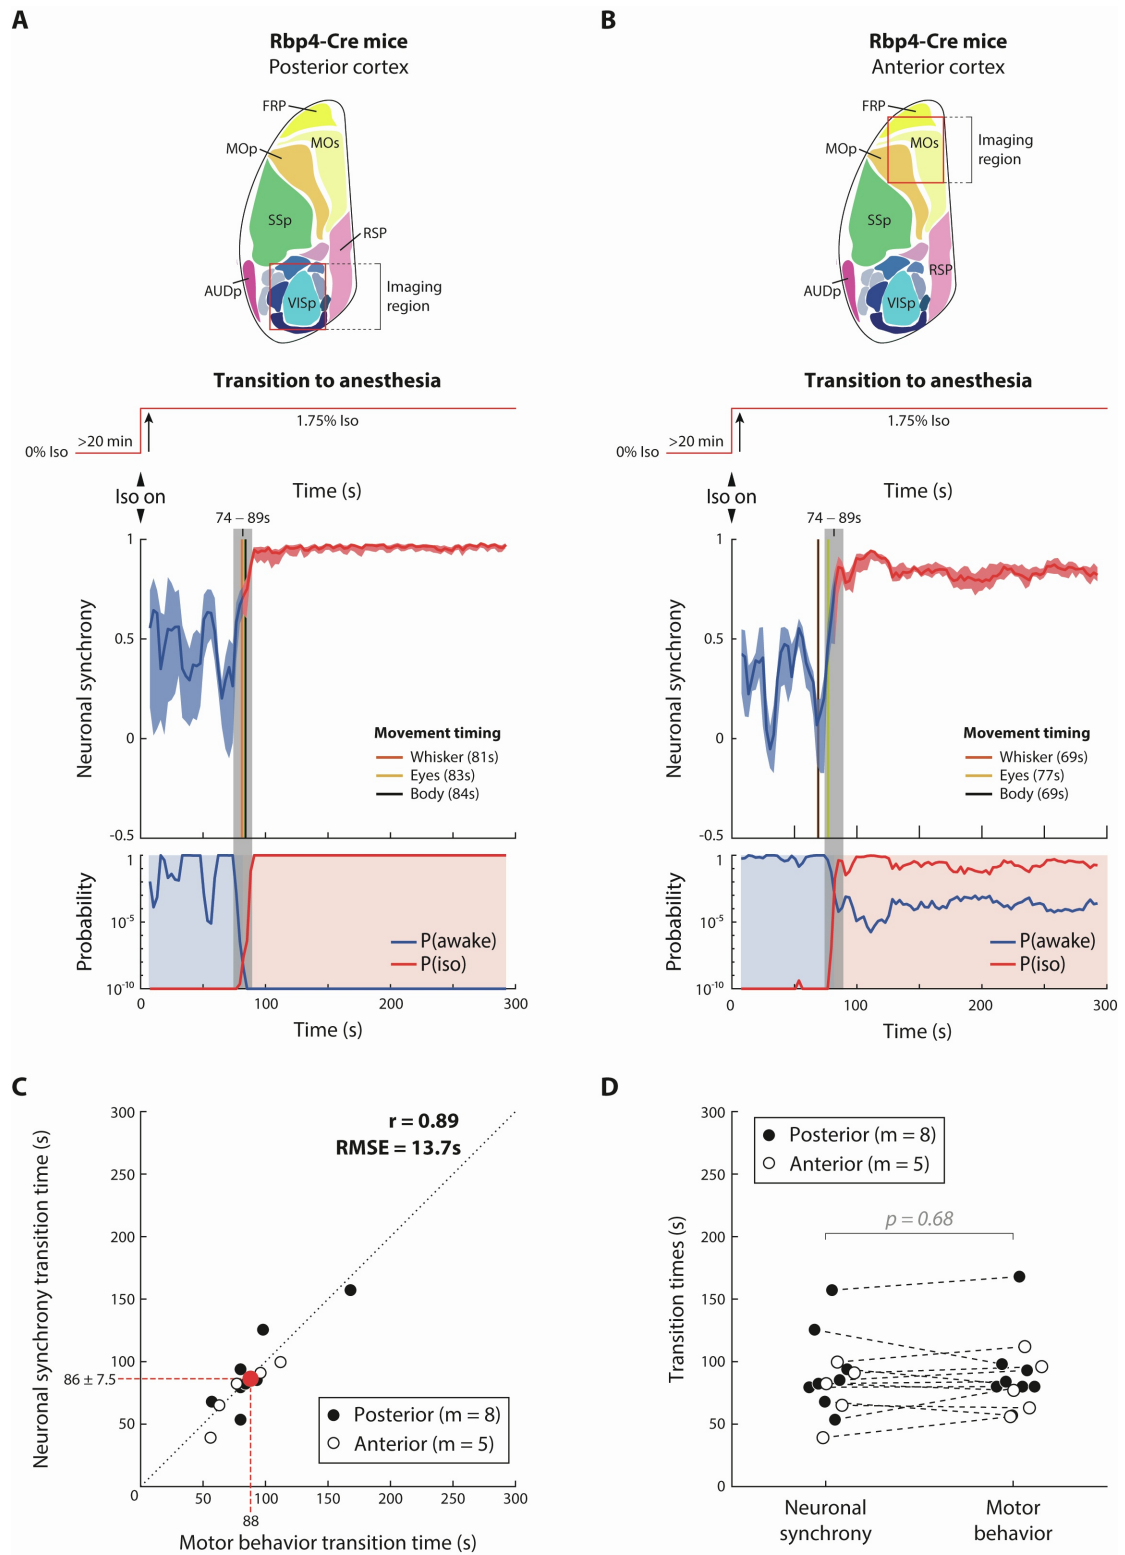 A
Rbp4-Cre mice
Posterior cortex
FRP
MOs
MOp
SSp
RSP
AUDp
VISp
Imaging
region
Transition to anesthesia
1.75% Iso
>20 min
0% Iso
Iso on
Time (s)
74 – 89s
1
0.5
0
-0.5
Neuronal synchrony
Movement timing
Whisker (81s)
Eyes (83s)
Body (84s)
1
10-5
10-10
Probability
P(awake)
P(iso)
0
100
200
300
Time (s)
B
Rbp4-Cre mice
Anterior cortex
FRP
MOs
MOp
Imaging
region
SSp
RSP
AUDp
VISp
Transition to anesthesia
1.75% Iso
>20 min
0% Iso
Iso on
Time (s)
74 – 89s
1
0.5
0
-0.5
Neuronal synchrony
Movement timing
Whisker (69s)
Eyes (77s)
Body (69s)
1
10-5
10-10
Probability
P(awake)
P(iso)
0
100
200
300
Time (s)
C
300
250
200
150
100
86 ± 7.5
50
0
Neuronal synchrony transition time (s)
r = 0.89
RMSE = 13.7s
Posterior (m = 8)
Anterior (m = 5)
50
100
150
200
250
300
88
Motor behavior transition time (s)
D
300
250
200
150
100
50
0
Transition times (s)
Posterior (m = 8)
Anterior (m = 5)
p = 0.68
Neuronal
synchrony
Motor
behavior